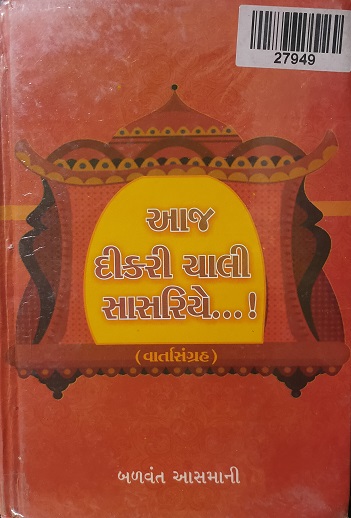 27949
આજ
દીકરી ચાલી
સાસરિયે...!
(વાર્તાસંગ્રહ)
બળવંત આસમાની